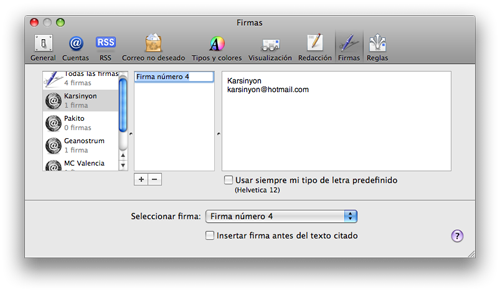 Firmas
General Cuentas RSS Correo no deseado Tipos y colores Visualización Redacción Firmas Reglas
Todas las firmas
4 firmas
Karsinyon
1 firma
Pakito
0 firmas
Geanostrum
1 firma
MC Valencia
Firma número 4
Karsinyon
karsinyon@hotmail.com
Usar siempre mi tipo de letra predefinido
(Helvetica 12)
Seleccionar firma: Firma número 4
Insertar firma antes del texto citado